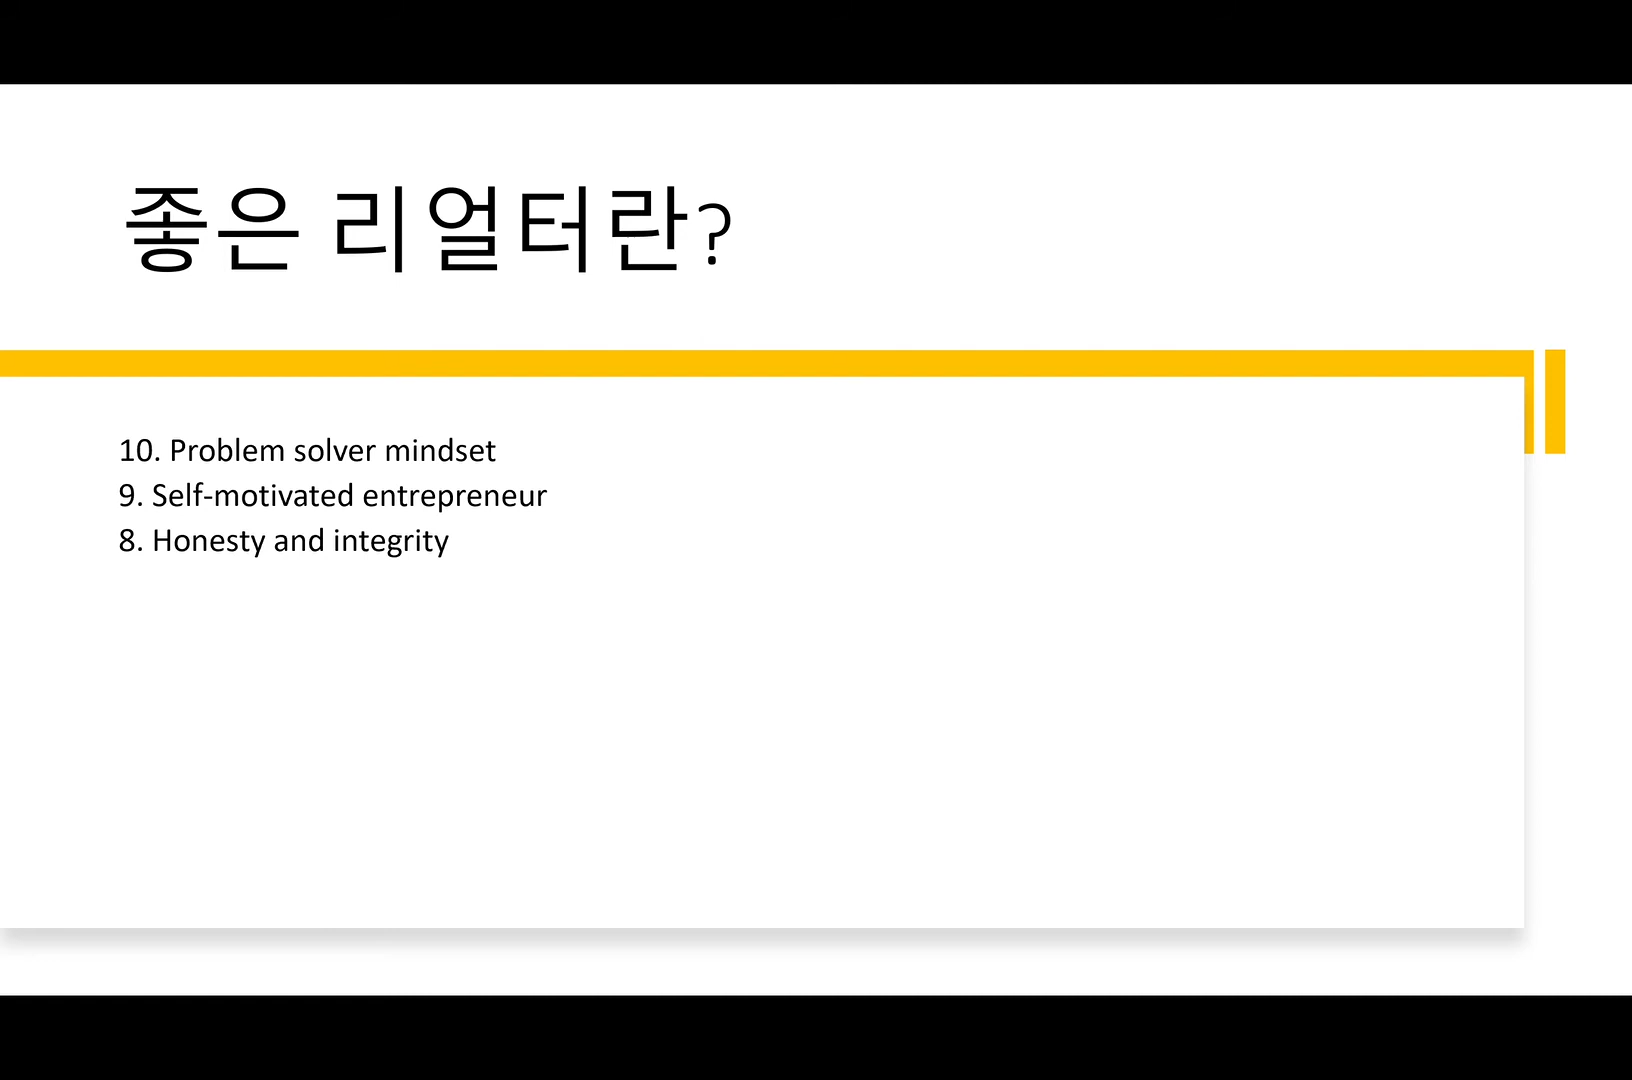 좋은 리얼터란?
10. Problem solver mindset
9. Self-motivated entrepreneur
8. Honesty and integrity